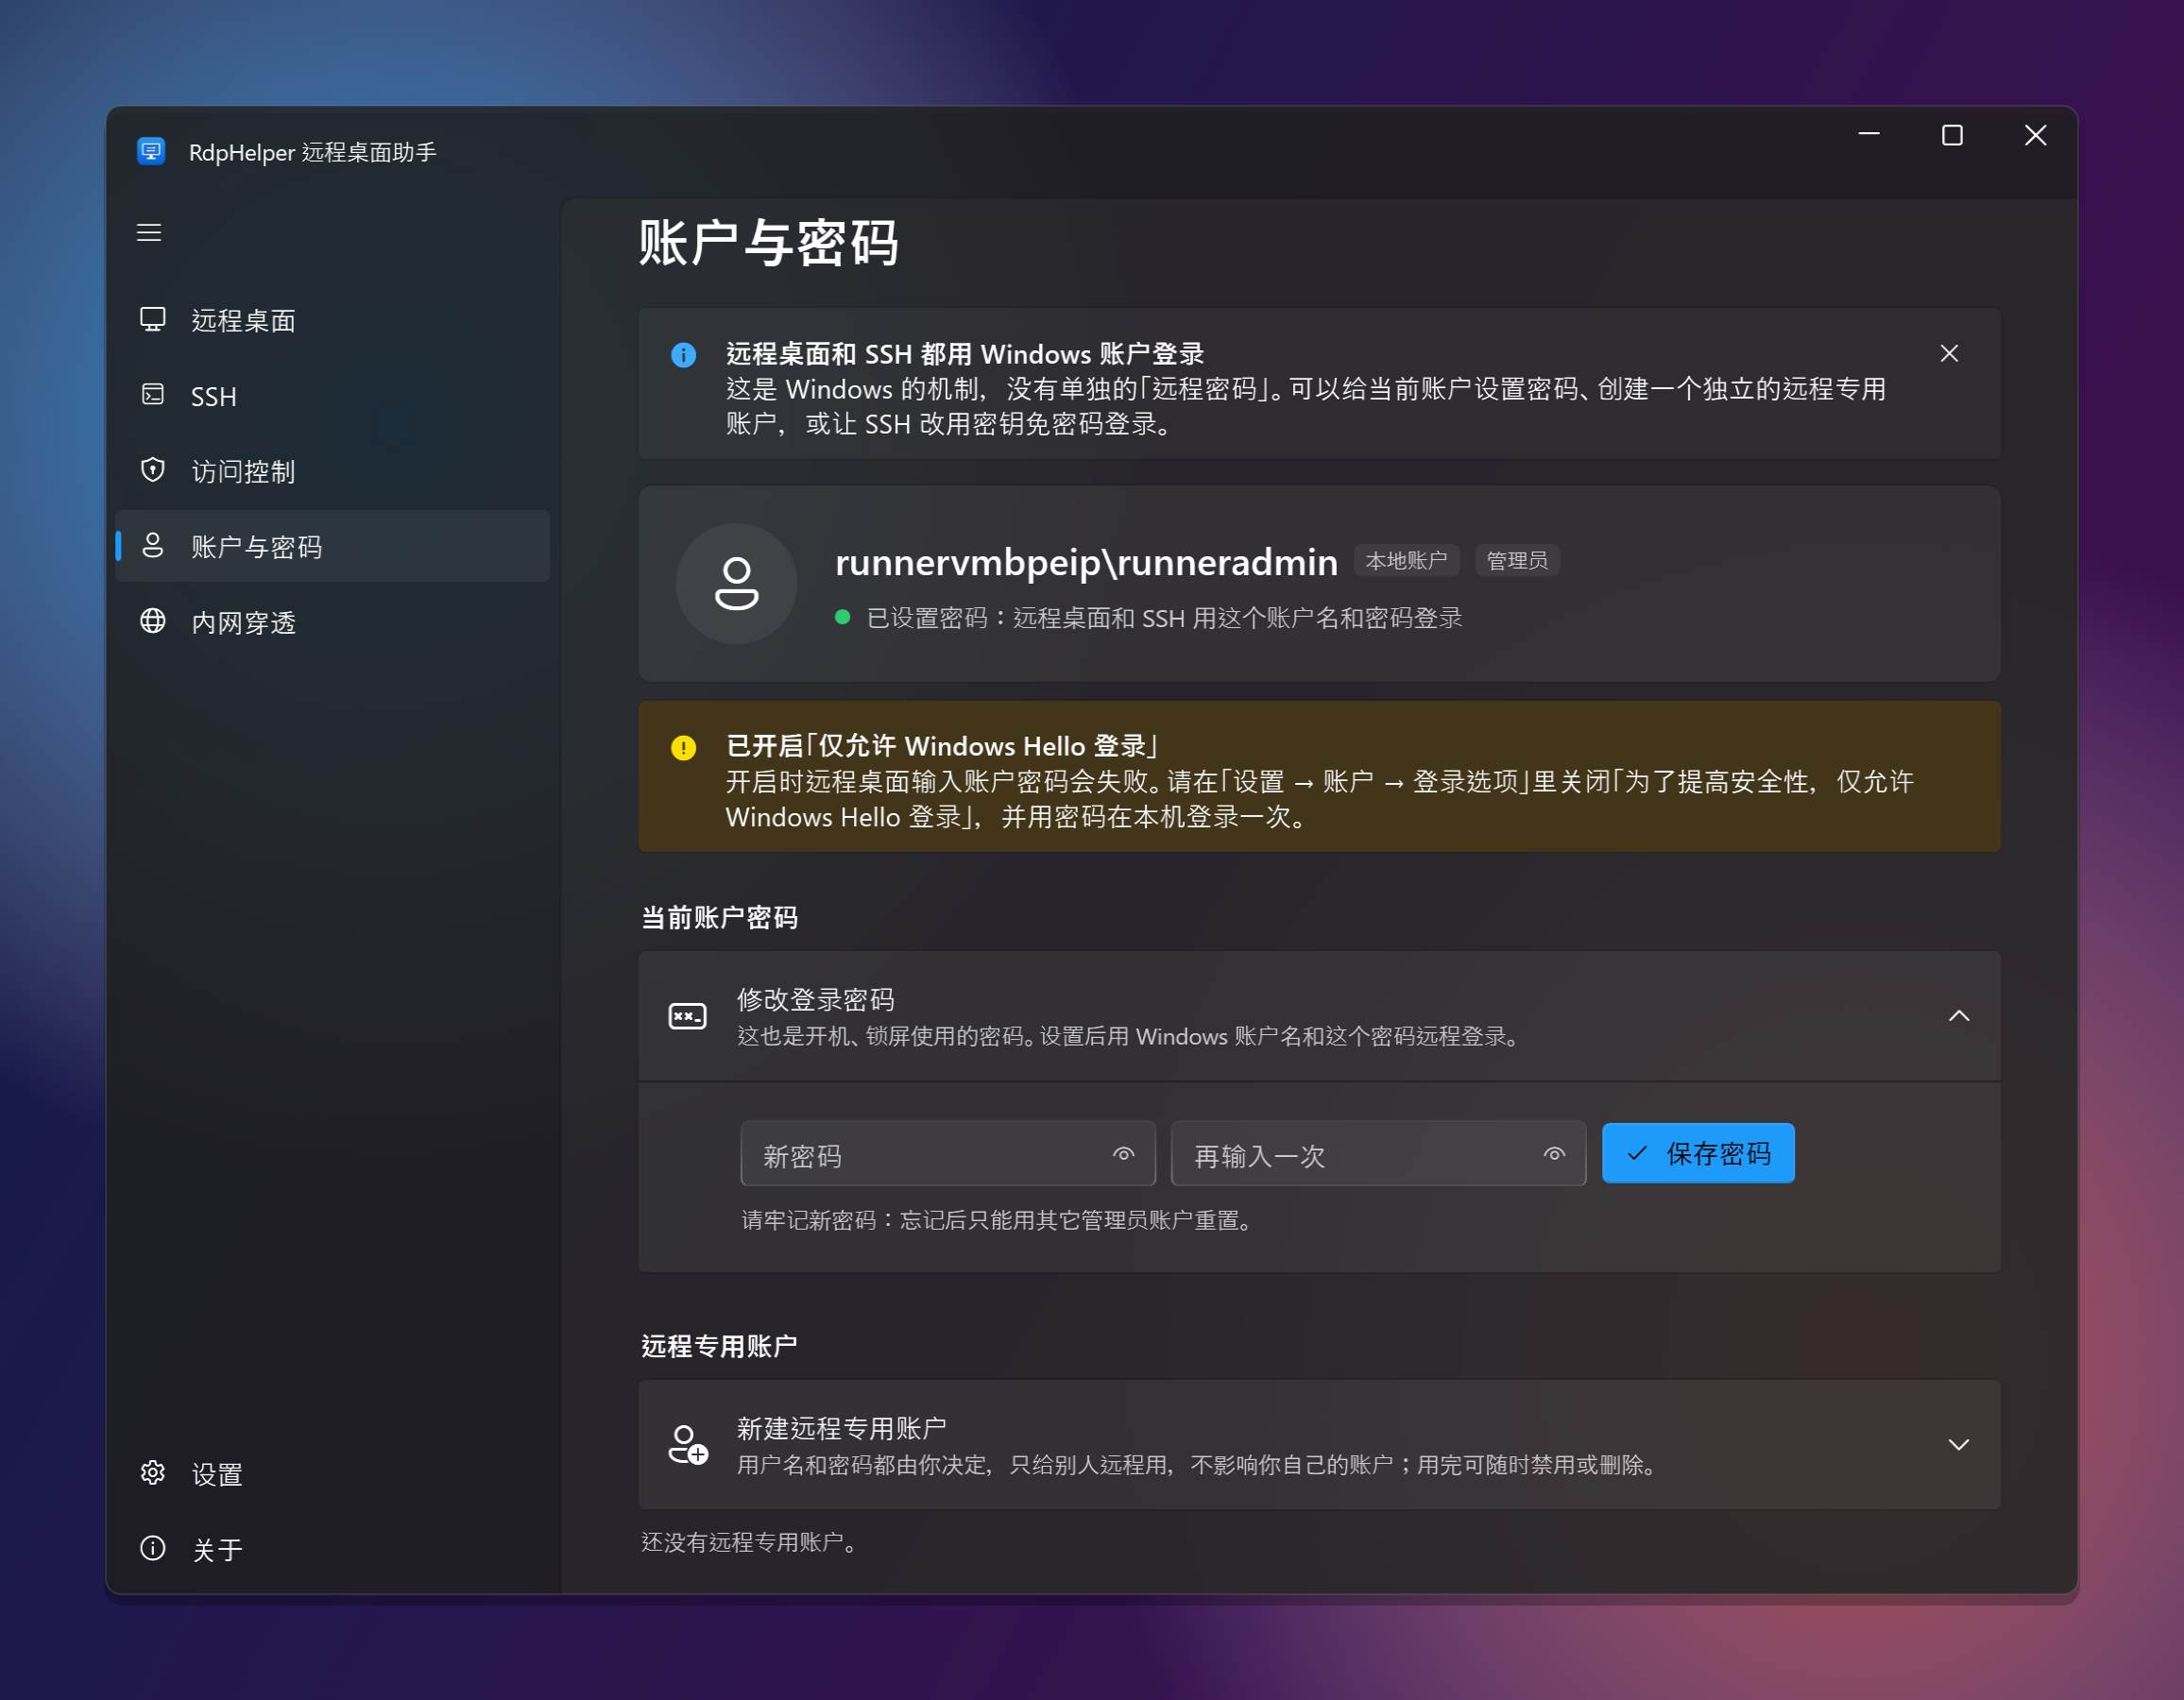 RdpHelper 远程桌面助手
远程桌面
SSH
访问控制
账户与密码
内网穿透
设置
关于
账户与密码
远程桌面和 SSH 都用 Windows 账户登录
这是 Windows 的机制，没有单独的「远程密码」。可以给当前账户设置密码、创建一个独立的远程专用
账户，或让 SSH 改用密钥免密码登录。
runnervmbpeip\runneradmin 本地账户 管理员
已设置密码：远程桌面和 SSH 用这个账户名和密码登录
已开启「仅允许 Windows Hello 登录」
开启时远程桌面输入账户密码会失败。请在「设置 → 账户 → 登录选项」里关闭「为了提高安全性，仅允许
Windows Hello 登录」，并用密码在本机登录一次。
当前账户密码
修改登录密码
这也是开机、锁屏使用的密码。设置后用 Windows 账户名和这个密码远程登录。
新密码 再输入一次 保存密码
请牢记新密码：忘记后只能用其它管理员账户重置。
远程专用账户
新建远程专用账户
用户名和密码都由你决定，只给别人远程用，不影响你自己的账户；用完可随时禁用或删除。
还没有远程专用账户。